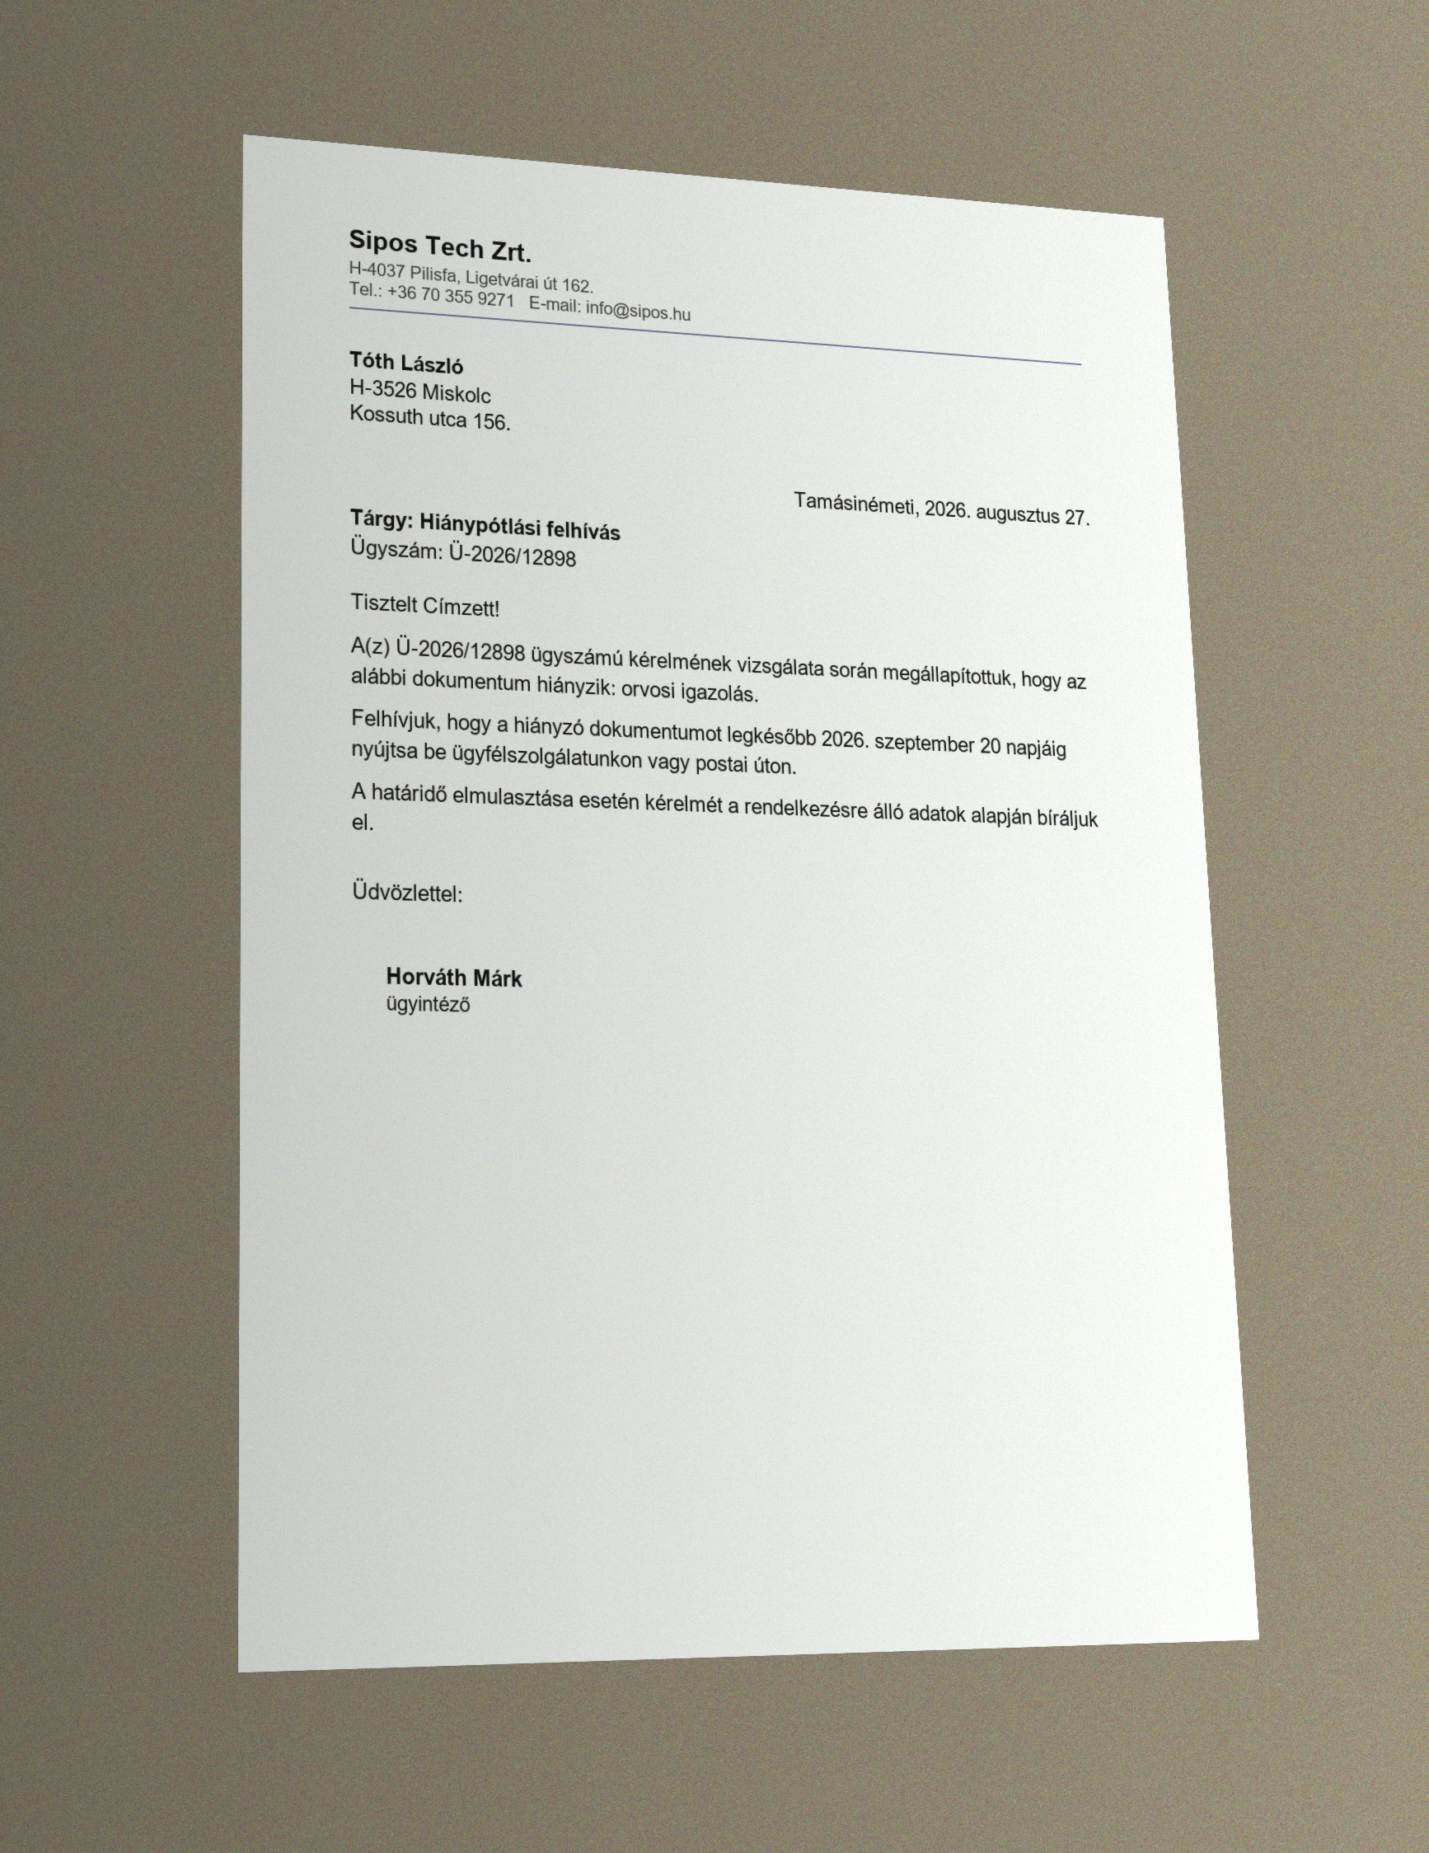 Sipos Tech Zrt.
H-4037 Pilisfa, Ligetvárai út 162.
Tel.: +36 70 355 9271 E-mail: info@sipos.hu
Tóth László
H-3526 Miskolc
Kossuth utca 156.
Tamásinémeti, 2026. augusztus 27.
Tárgy: Hiánypótlási felhívás
Ügyszám: Ü-2026/12898
Tisztelt Címzett!
A(z) Ü-2026/12898 ügyszámú kérelmének vizsgálata során megállapítottuk, hogy az
alábbi dokumentum hiányzik: orvosi igazolás.
Felhívjuk, hogy a hiányzó dokumentumot legkésőbb 2026. szeptember 20 napjáig
nyújtsa be ügyfélszolgálatunkon vagy postai úton.
A határidő elmulasztása esetén kérelmét a rendelkezésre álló adatok alapján bíráljuk
el.
Üdvözlettel:
Horváth Márk
ügyintéző